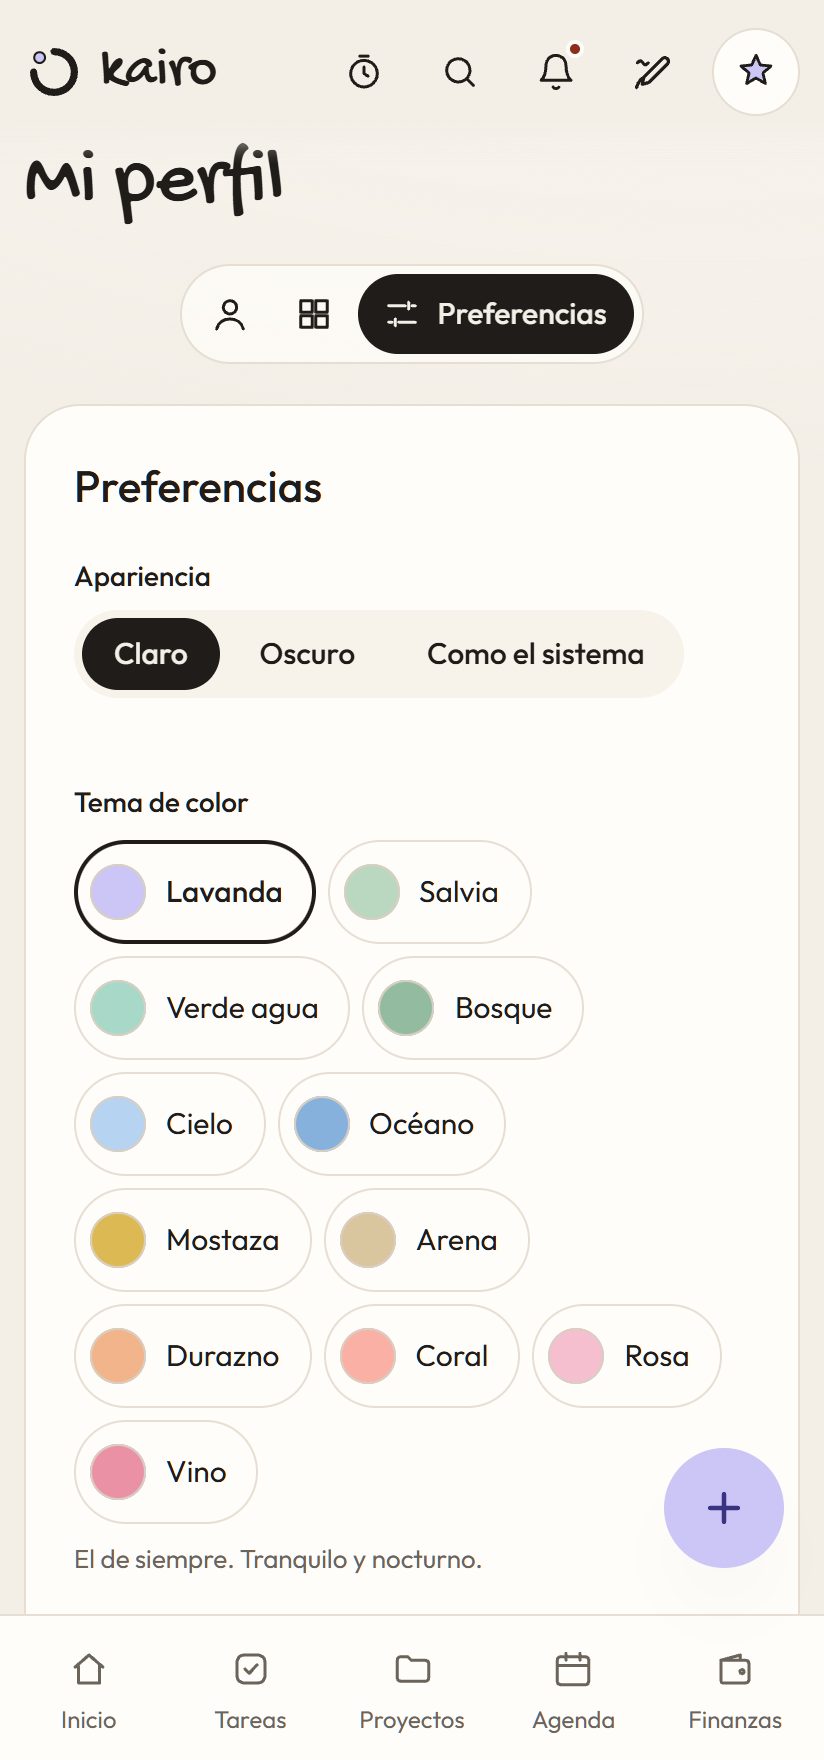 kairo
Mi perfil
Preferencias
Preferencias
Apariencia
Claro Oscuro Como el sistema
Tema de color
Lavanda Salvia
Verde agua Bosque
Cielo Océano
Mostaza Arena
Durazno Coral Rosa
Vino
El de siempre. Tranquilo y nocturno.
Inicio Tareas Proyectos Agenda Finanzas